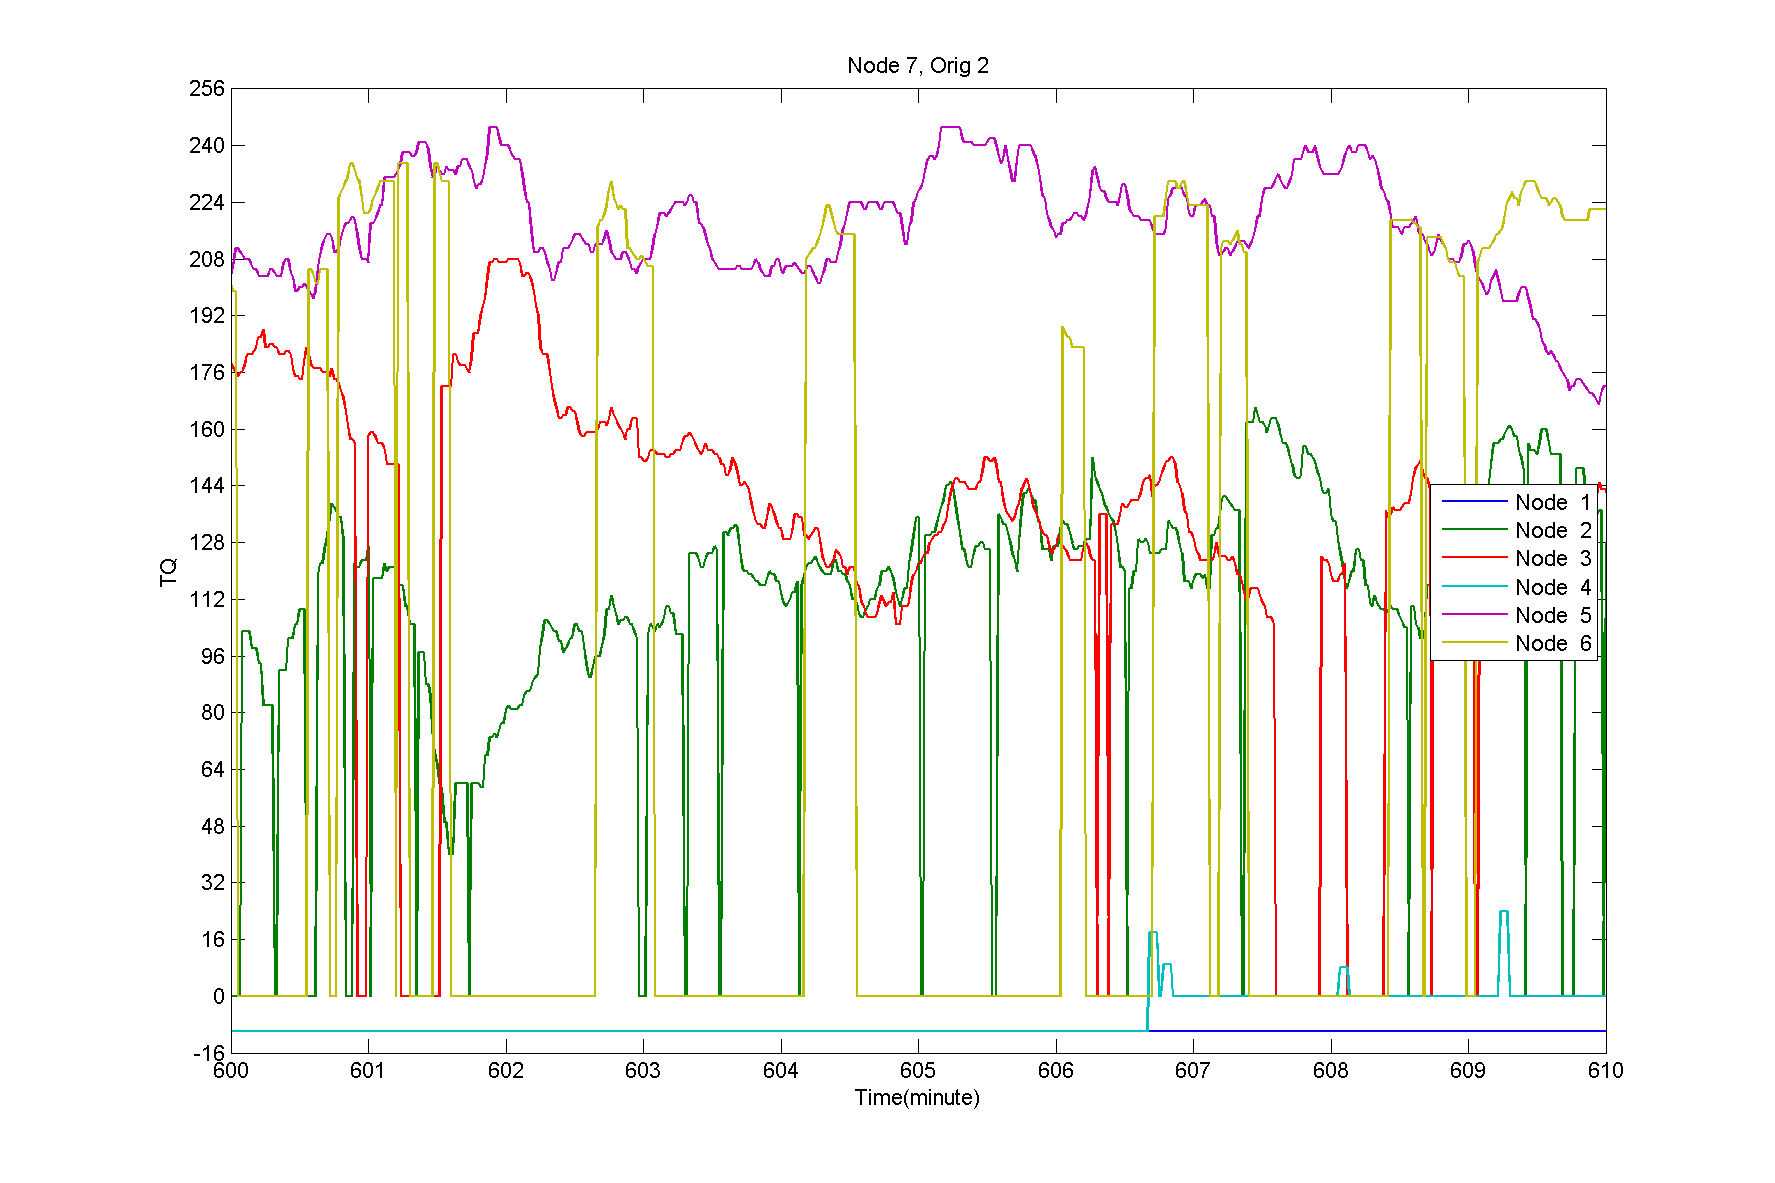 Node 7, Orig 2
256
240
224
208
192
176
160
144
128
112
96
80
64
48
32
16
0
-16
TQ
Node 1
Node 2
Node 3
Node 4
Node 5
Node 6
600 601 602 603 604 605 606 607 608 609 610
Time(minute)